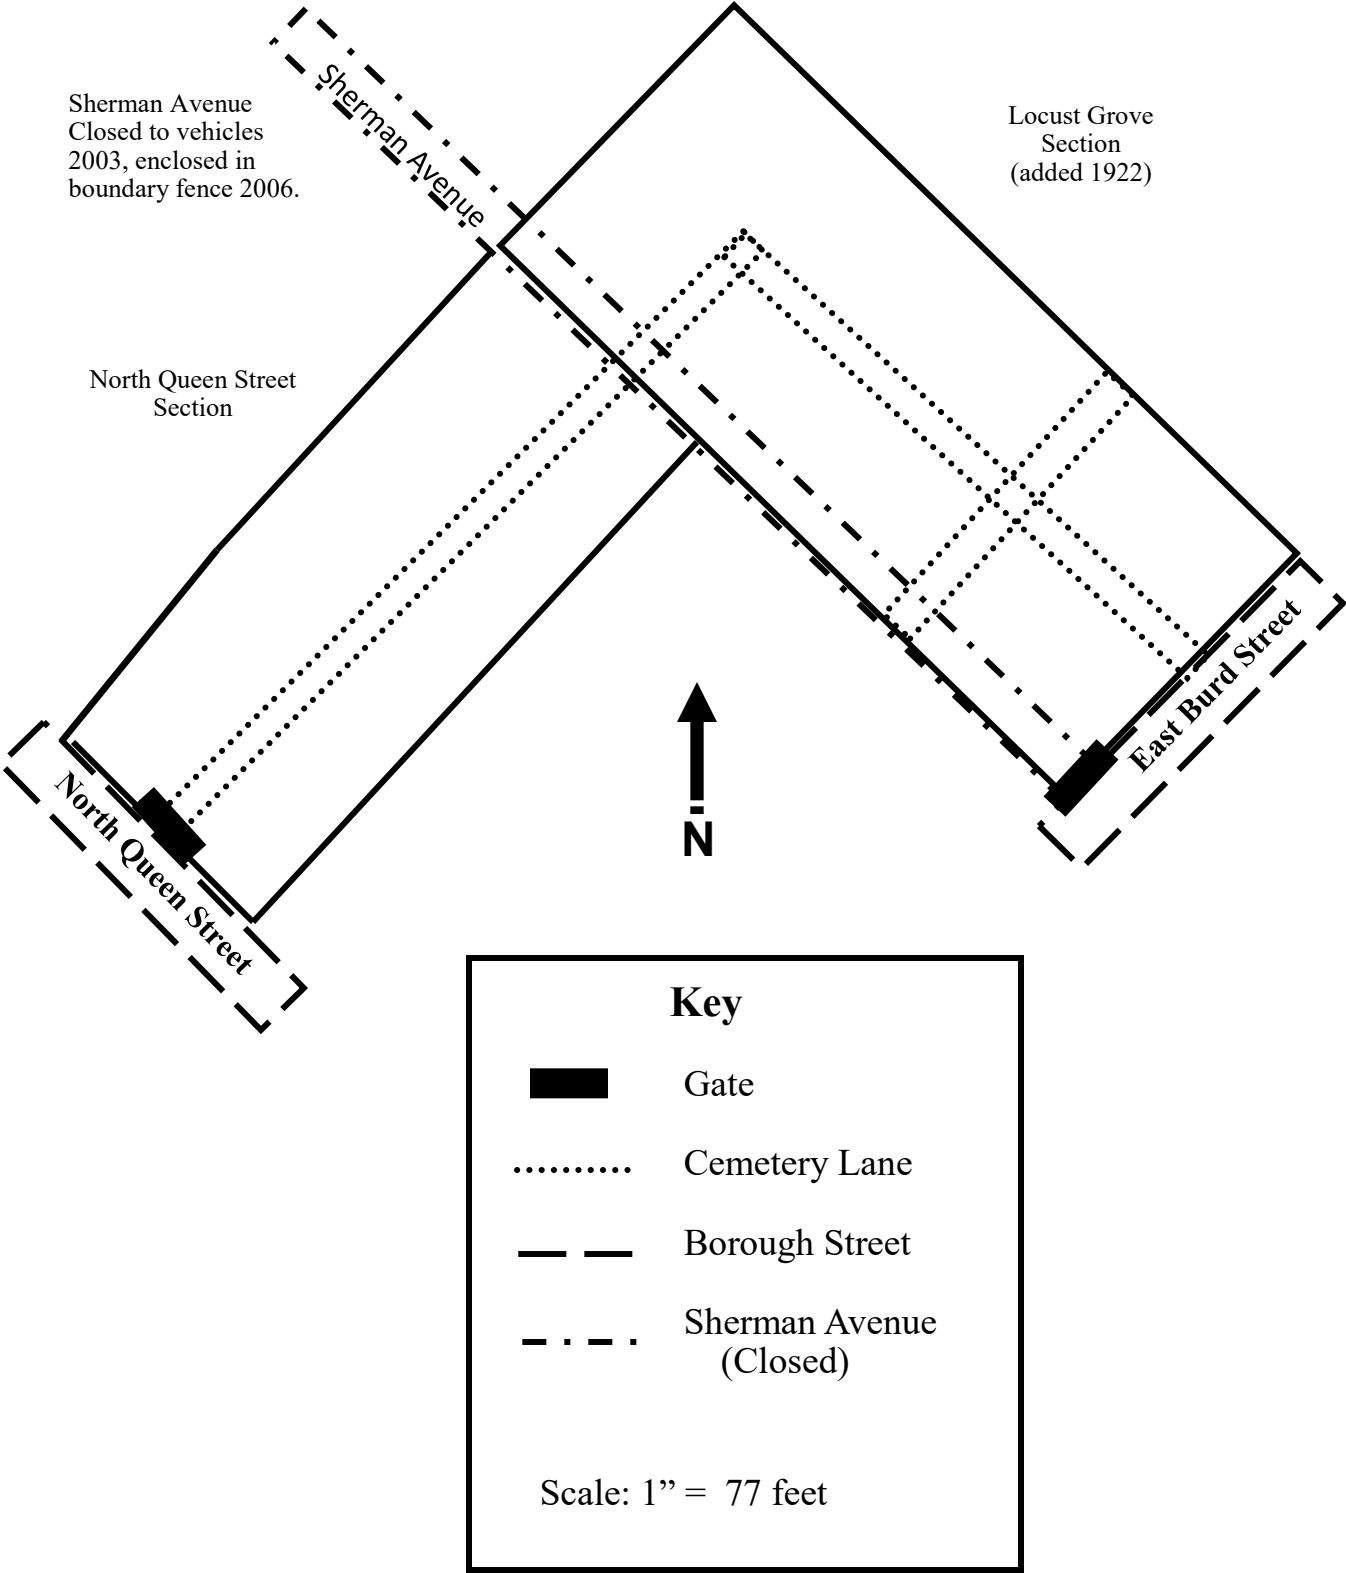 Sherman Avenue
Sherman Avenue
Closed to vehicles
2003, enclosed in
boundary fence 2006.
Locust Grove
Section
(added 1922)
North Queen Street
Section
East Burd Street
North Queen Street
N
Key
Gate
Cemetery Lane
Borough Street
Sherman Avenue
(Closed)
Scale: 1” = 77 feet